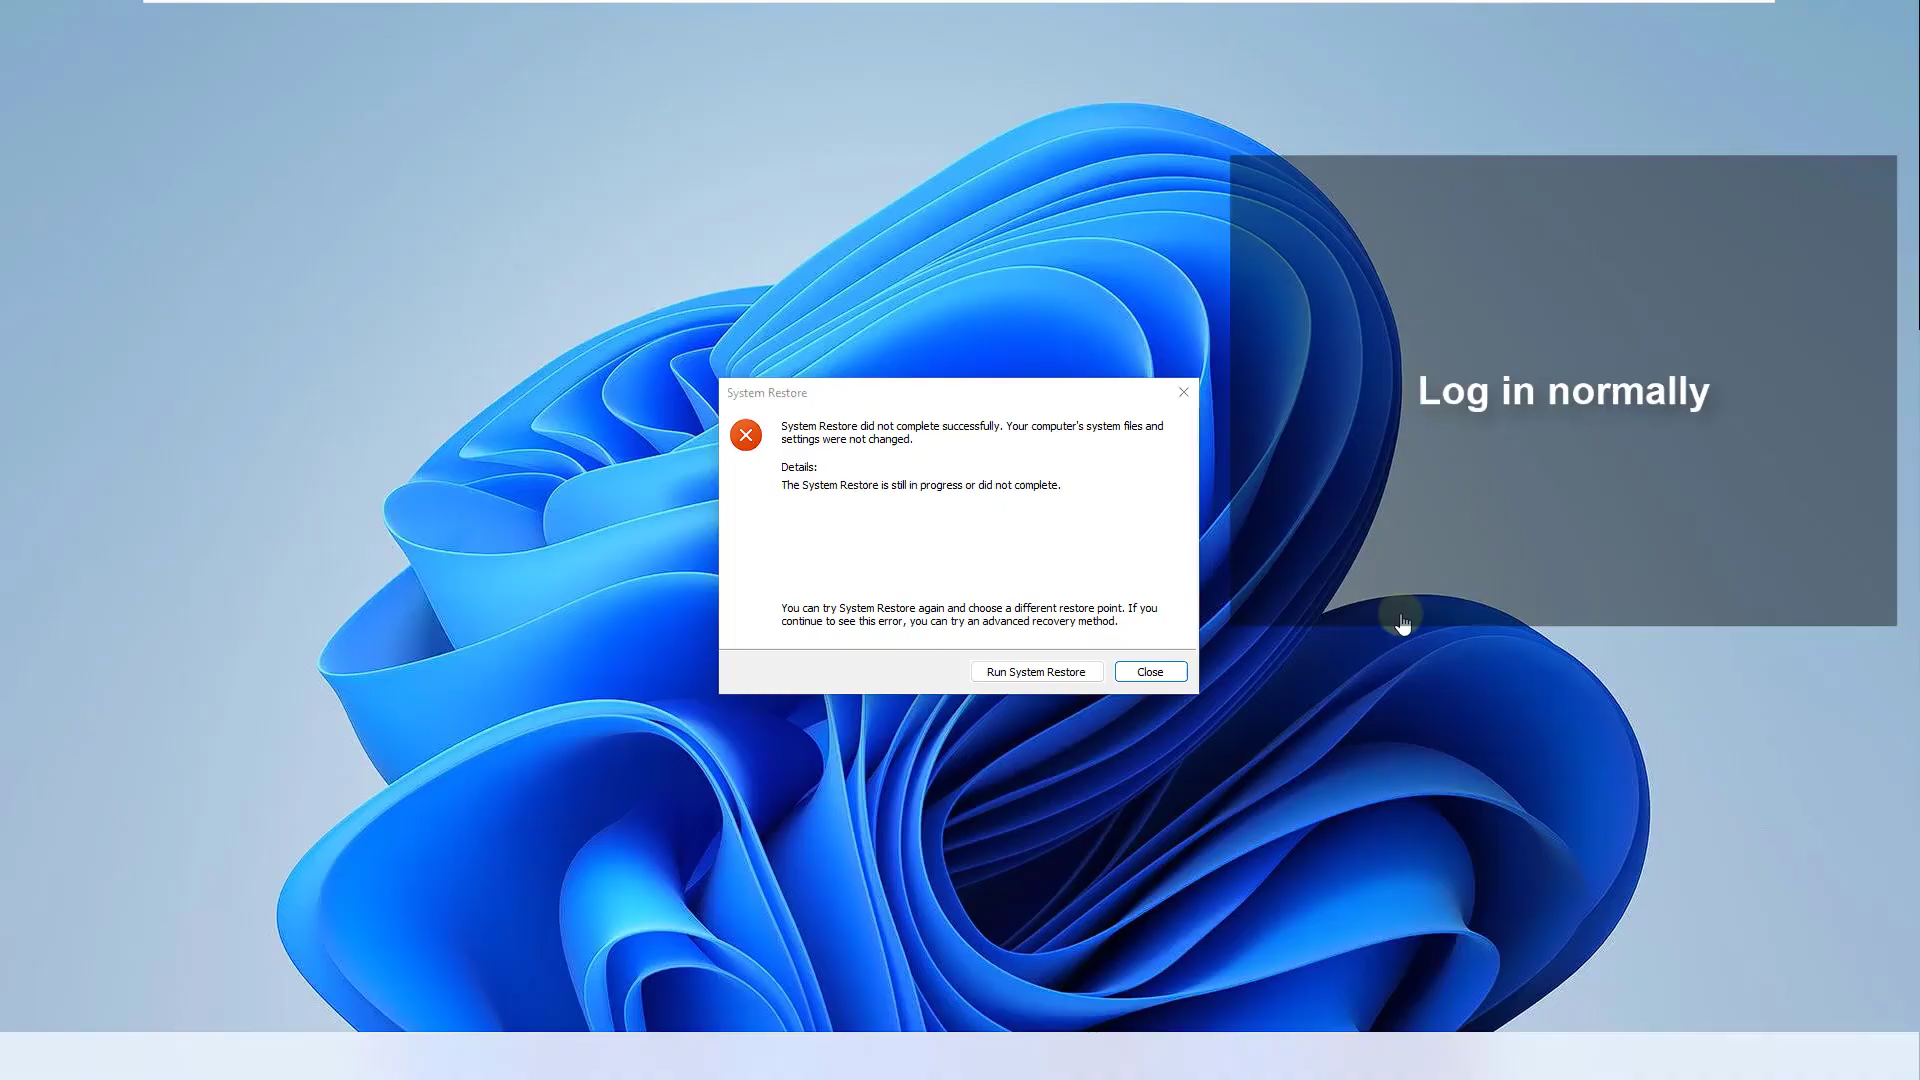 System Restore
System Restore did not complete successfully. Your computer's system files and
settings were not changed.
Details:
The System Restore is still in progress or did not complete.
You can try System Restore again and choose a different restore point. If you
continue to see this error, you can try an advanced recovery method.
Run System Restore
Close
Log in normally